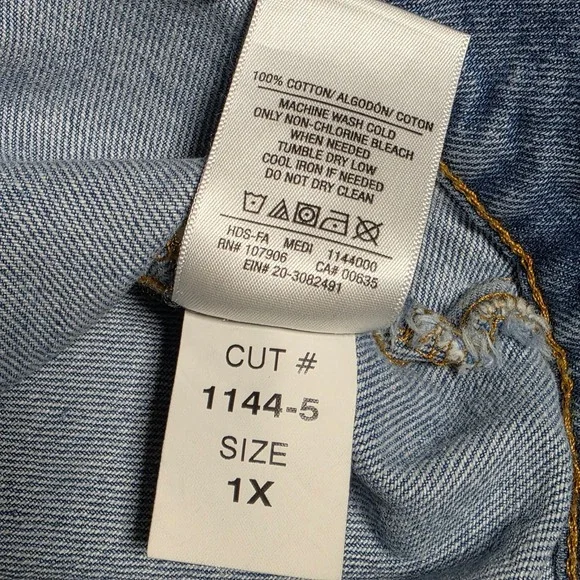 100% COTTON/ ALGODÓN/ COTON
MACHINE WASH COLD
ONLY NON-CHLORINE BLEACH
WHEN NEEDED
TUMBLE DRY LOW
COOL IRON IF NEEDED
DO NOT DRY CLEAN
HDS-FA MEDI 1144000
RN# 107906 CA# 00635
EIN# 20-3082491
CUT #
1144-5
SIZE
1X